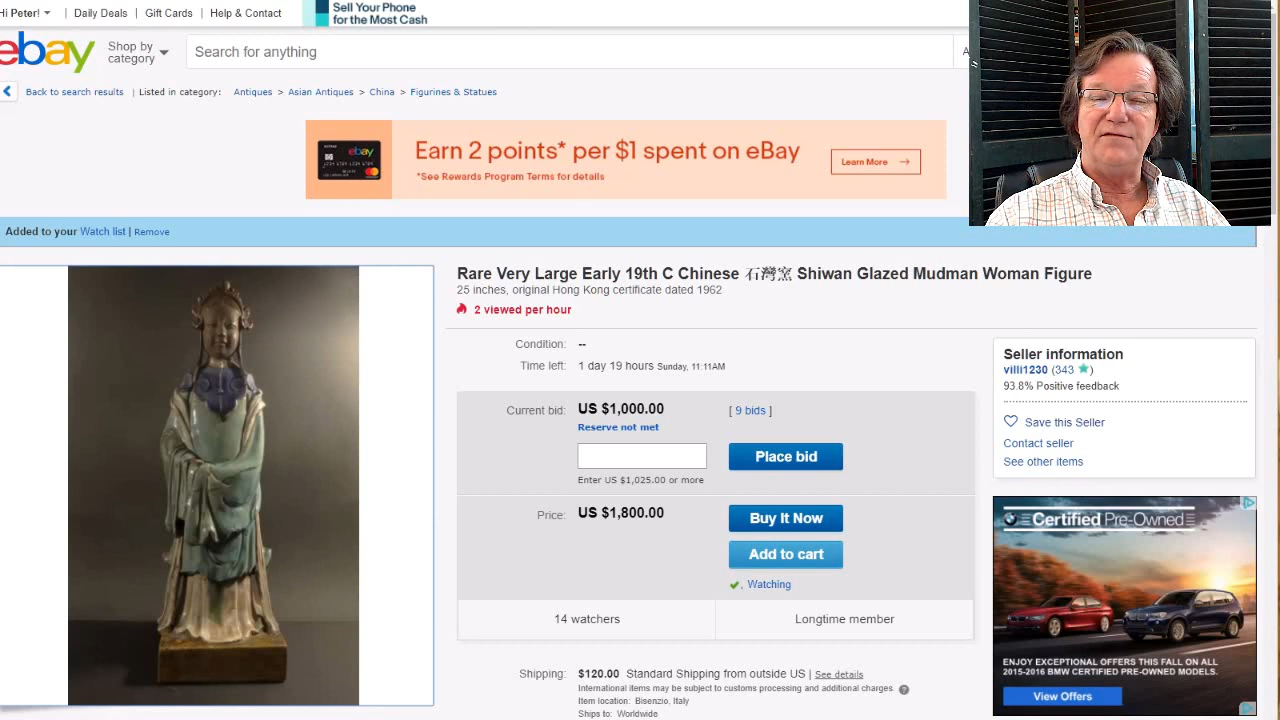 Hi Peter!
Daily Deals
Gift Cards
Help & Contact
Sell Your Phone
for the Most Cash
ebay
Shop by
category
Search for anything
A
Back to search results
Listed in category:
Antiques > Asian Antiques > China > Figurines & Statues
ebay
Earn 2 points* per $1 spent on eBay
*See Rewards Program Terms for details
Learn More
Added to your Watch list | Remove
Rare Very Large Early 19th C Chinese 石灣窯 Shiwan Glazed Mudman Woman Figure
25 inches, original Hong Kong certificate dated 1962
2 viewed per hour
Condition: --
Time left: 1 day 19 hours Sunday, 11:11AM
Current bid: US $1,000.00 [ 9 bids ]
Reserve not met
Place bid
Enter US $1,025.00 or more
Price: US $1,800.00
Buy It Now
Add to cart
Watching
14 watchers
Longtime member
Shipping: $120.00 Standard Shipping from outside US | See details
International items may be subject to customs processing and additional charges.
Item location: Bisenzio, Italy
Ships to: Worldwide
Seller information
villi1230 (343)
93.8% Positive feedback
Save this Seller
Contact seller
See other items
Certified Pre-Owned
ENJOY EXCEPTIONAL OFFERS THIS FALL ON ALL
2015-2016 BMW CERTIFIED PRE-OWNED MODELS.
View Offers